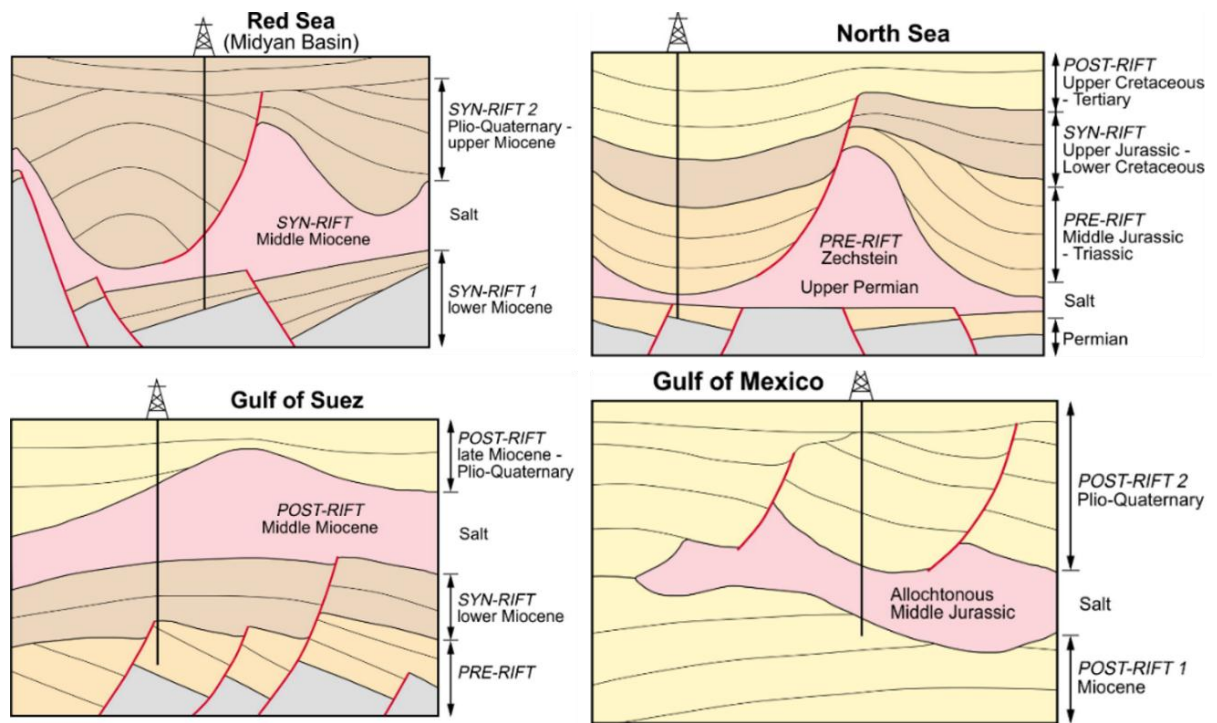 Red Sea
(Midyan Basin)
SYN-RIFT 2
Plio-Quaternary -
upper Miocene
Salt
SYN-RIFT
Middle Miocene
SYN-RIFT 1
lower Miocene
North Sea
POST-RIFT
Upper Cretaceous
- Tertiary
SYN-RIFT
Upper Jurassic -
Lower Cretaceous
PRE-RIFT
Middle Jurassic
- Triassic
PRE-RIFT
Zechstein
Upper Permian
Salt
Permian
Gulf of Suez
POST-RIFT
late Miocene -
Plio-Quaternary
POST-RIFT
Middle Miocene
Salt
SYN-RIFT
lower Miocene
PRE-RIFT
Gulf of Mexico
POST-RIFT 2
Plio-Quaternary
Allochtonous
Middle Jurassic
Salt
POST-RIFT 1
Miocene